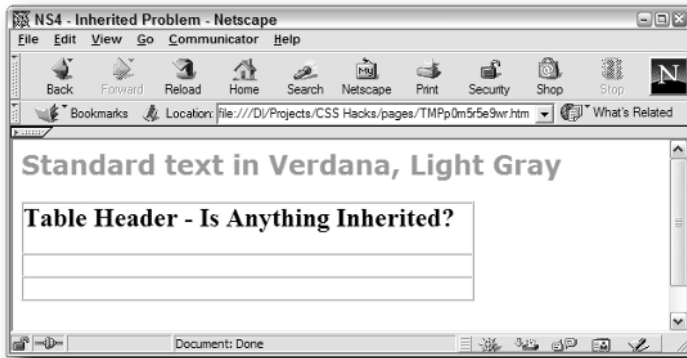 NS4 - Inherited Problem - Netscape
File Edit View Go Communicator Help
My N
Back Forward Reload Home Search Netscape Print Security Shop Stop
Bookmarks Location: file:///D|/Projects/CSS Hacks/pages/TMPp0m5r5e9wr.htm What's Related
Standard text in Verdana, Light Gray
Table Header - Is Anything Inherited?
Document: Done